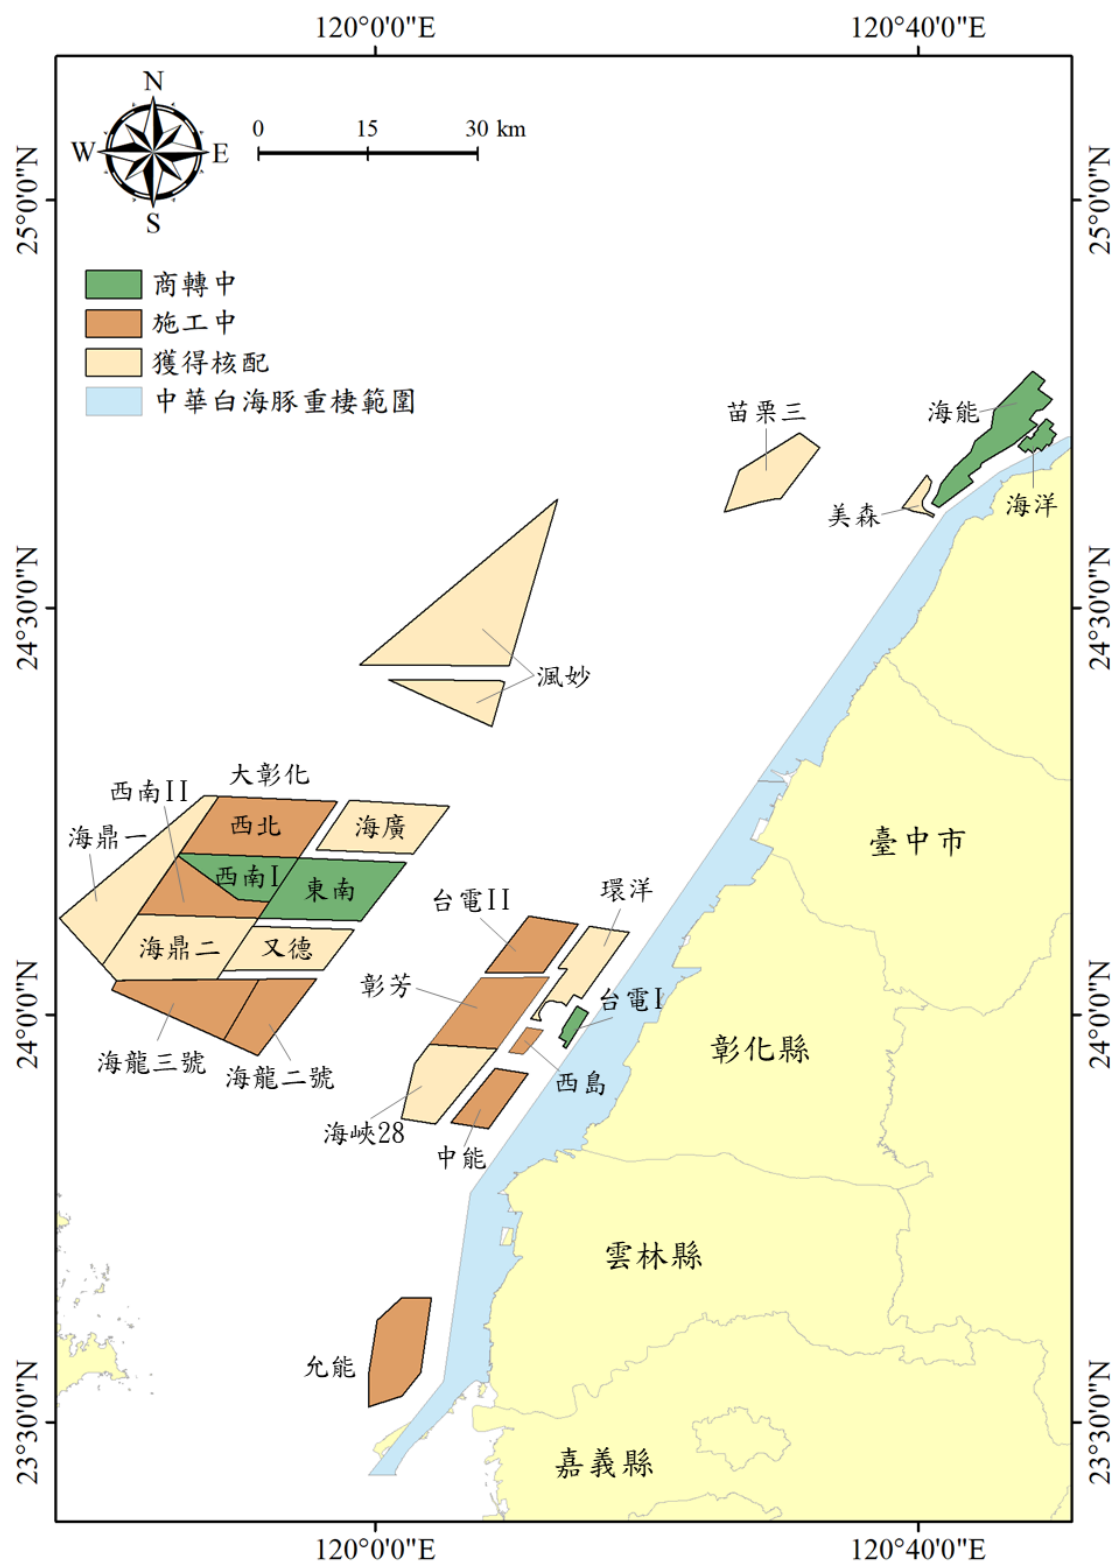 120°0'0"E
120°40'0"E
N
W
E
S
0
15
30 km
25°0'0"N
25°0'0"N
商轉中
施工中
獲得核配
中華白海豚重棲範圍
苗栗三
海能
美森
海洋
24°30'0"N
24°30'0"N
渢妙
大彰化
西南II
海鼎一
西北
海廣
西南I
東南
臺中市
台電II
環洋
海鼎二
又德
彰芳
台電I
24°0'0"N
24°0'0"N
彰化縣
海龍三號
海龍二號
西島
海峽28
中能
雲林縣
允能
23°30'0"N
23°30'0"N
嘉義縣
120°0'0"E
120°40'0"E